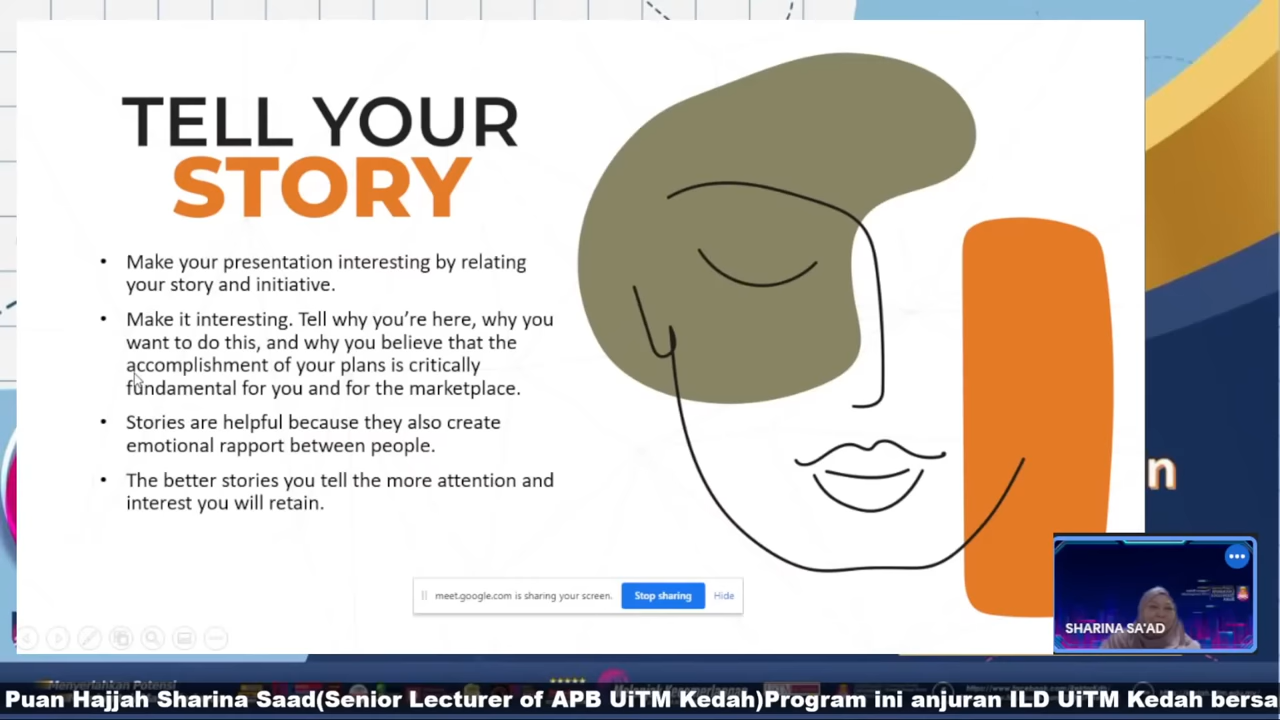 TELL YOUR
STORY
• Make your presentation interesting by relating
your story and initiative.
• Make it interesting. Tell why you’re here, why you
want to do this, and why you believe that the
accomplishment of your plans is critically
fundamental for you and for the marketplace.
• Stories are helpful because they also create
emotional rapport between people.
• The better stories you tell the more attention and
interest you will retain.
n
meet.google.com is sharing your screen.
Stop sharing
Hide
SHARINA SA'AD
Menyerlahkan Potensi
Puan Hajjah Sharina Saad(Senior Lecturer of APB UiTM Kedah)Program ini anjuran ILD UiTM Kedah bersa